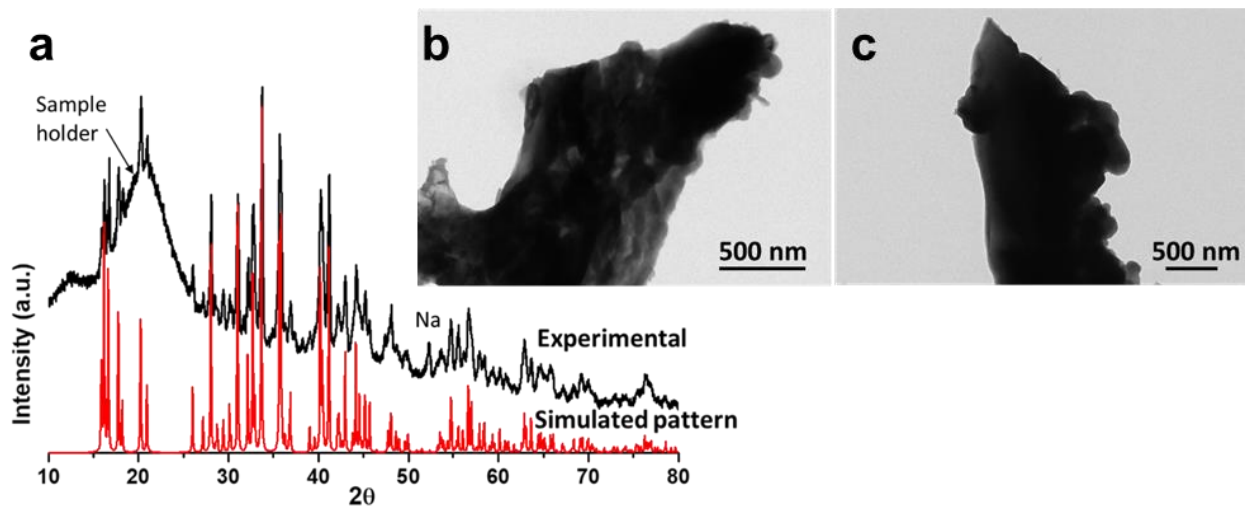 a
b
c
Sample
holder
Intensity (a.u.)
Na
Experimental
Simulated pattern
10
20
30
40
50
60
70
80
2θ
500 nm
500 nm